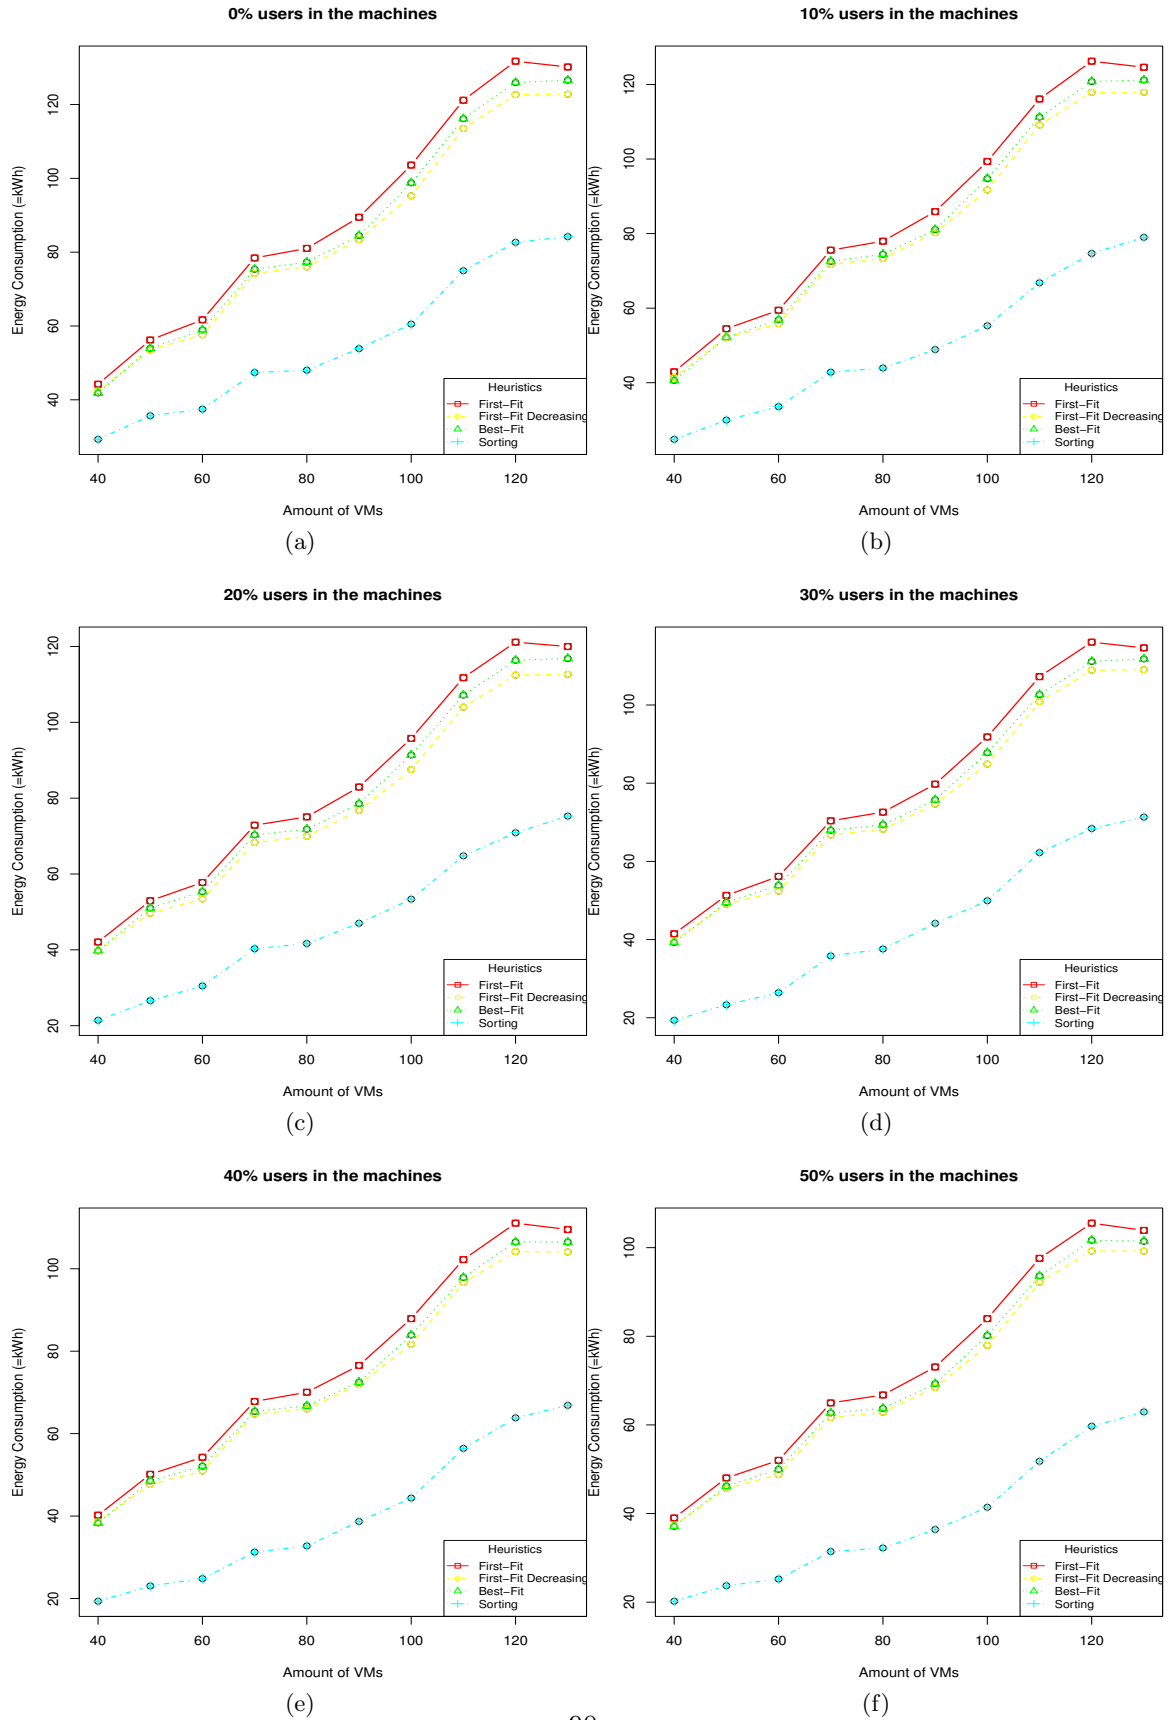 0% users in the machines
Energy Consumption (=kWh)
120
100
80
60
40
Heuristics
First−Fit
First−Fit Decreasing
Best−Fit
Sorting
40 60 80 100 120
Amount of VMs
(a)
10% users in the machines
Energy Consumption (=kWh)
120
100
80
60
40
Heuristics
First−Fit
First−Fit Decreasing
Best−Fit
Sorting
40 60 80 100 120
Amount of VMs
(b)
20% users in the machines
Energy Consumption (=kWh)
120
100
80
60
40
20
Heuristics
First−Fit
First−Fit Decreasing
Best−Fit
Sorting
40 60 80 100 120
Amount of VMs
(c)
30% users in the machines
Energy Consumption (=kWh)
100
80
60
40
20
Heuristics
First−Fit
First−Fit Decreasing
Best−Fit
Sorting
40 60 80 100 120
Amount of VMs
(d)
40% users in the machines
Energy Consumption (=kWh)
100
80
60
40
20
Heuristics
First−Fit
First−Fit Decreasing
Best−Fit
Sorting
40 60 80 100 120
Amount of VMs
(e)
50% users in the machines
Energy Consumption (=kWh)
100
80
60
40
20
Heuristics
First−Fit
First−Fit Decreasing
Best−Fit
Sorting
40 60 80 100 120
Amount of VMs
(f)